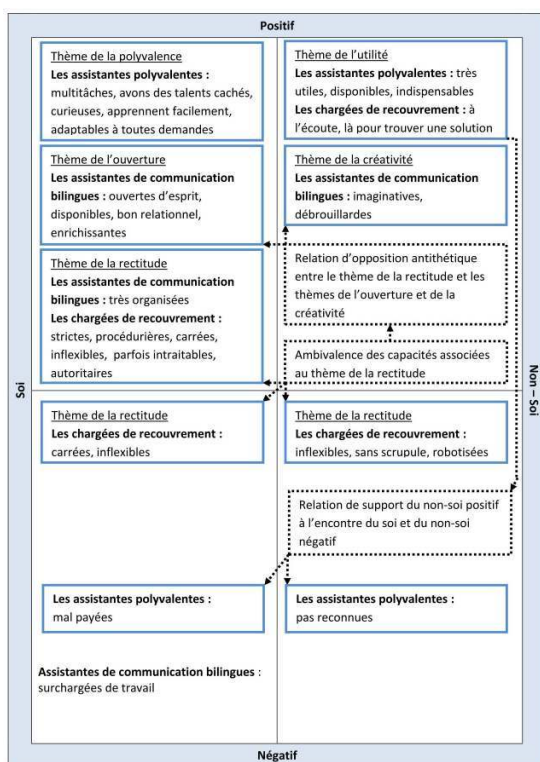 Positif
Thème de la polyvalence
Les assistantes polyvalentes :
multitâches, avons des talents cachés,
curieuses, apprennent facilement,
adaptables à toutes demandes
Thème de l'utilité
Les assistantes polyvalentes : très
utiles, disponibles, indispensables
Les chargées de recouvrement : à
l'écoute, là pour trouver une solution
Thème de l'ouverture
Les assistantes de communication
bilingues : ouvertes d'esprit,
disponibles, bon relationnel,
enrichissantes
Thème de la créativité
Les assistantes de communication
bilingues : imaginatives,
débrouillardes
Thème de la rectitude
Les assistantes de communication
bilingues : très organisées
Les chargées de recouvrement :
strictes, procédurières, carrées,
inflexibles, parfois intraitables,
autoritaires
Relation d'opposition antithétique
entre le thème de la rectitude et les
thèmes de l'ouverture et de la
créativité
Ambivalence des capacités associées
au thème de la rectitude
Soi
Non – Soi
Thème de la rectitude
Les chargées de recouvrement :
carrées, inflexibles
Thème de la rectitude
Les chargées de recouvrement :
inflexibles, sans scrupule, robotisées
Relation de support du non-soi positif
à l'encontre du soi et du non-soi
négatif
Les assistantes polyvalentes :
mal payées
Les assistantes polyvalentes :
pas reconnues
Assistantes de communication bilingues :
surchargées de travail
Négatif